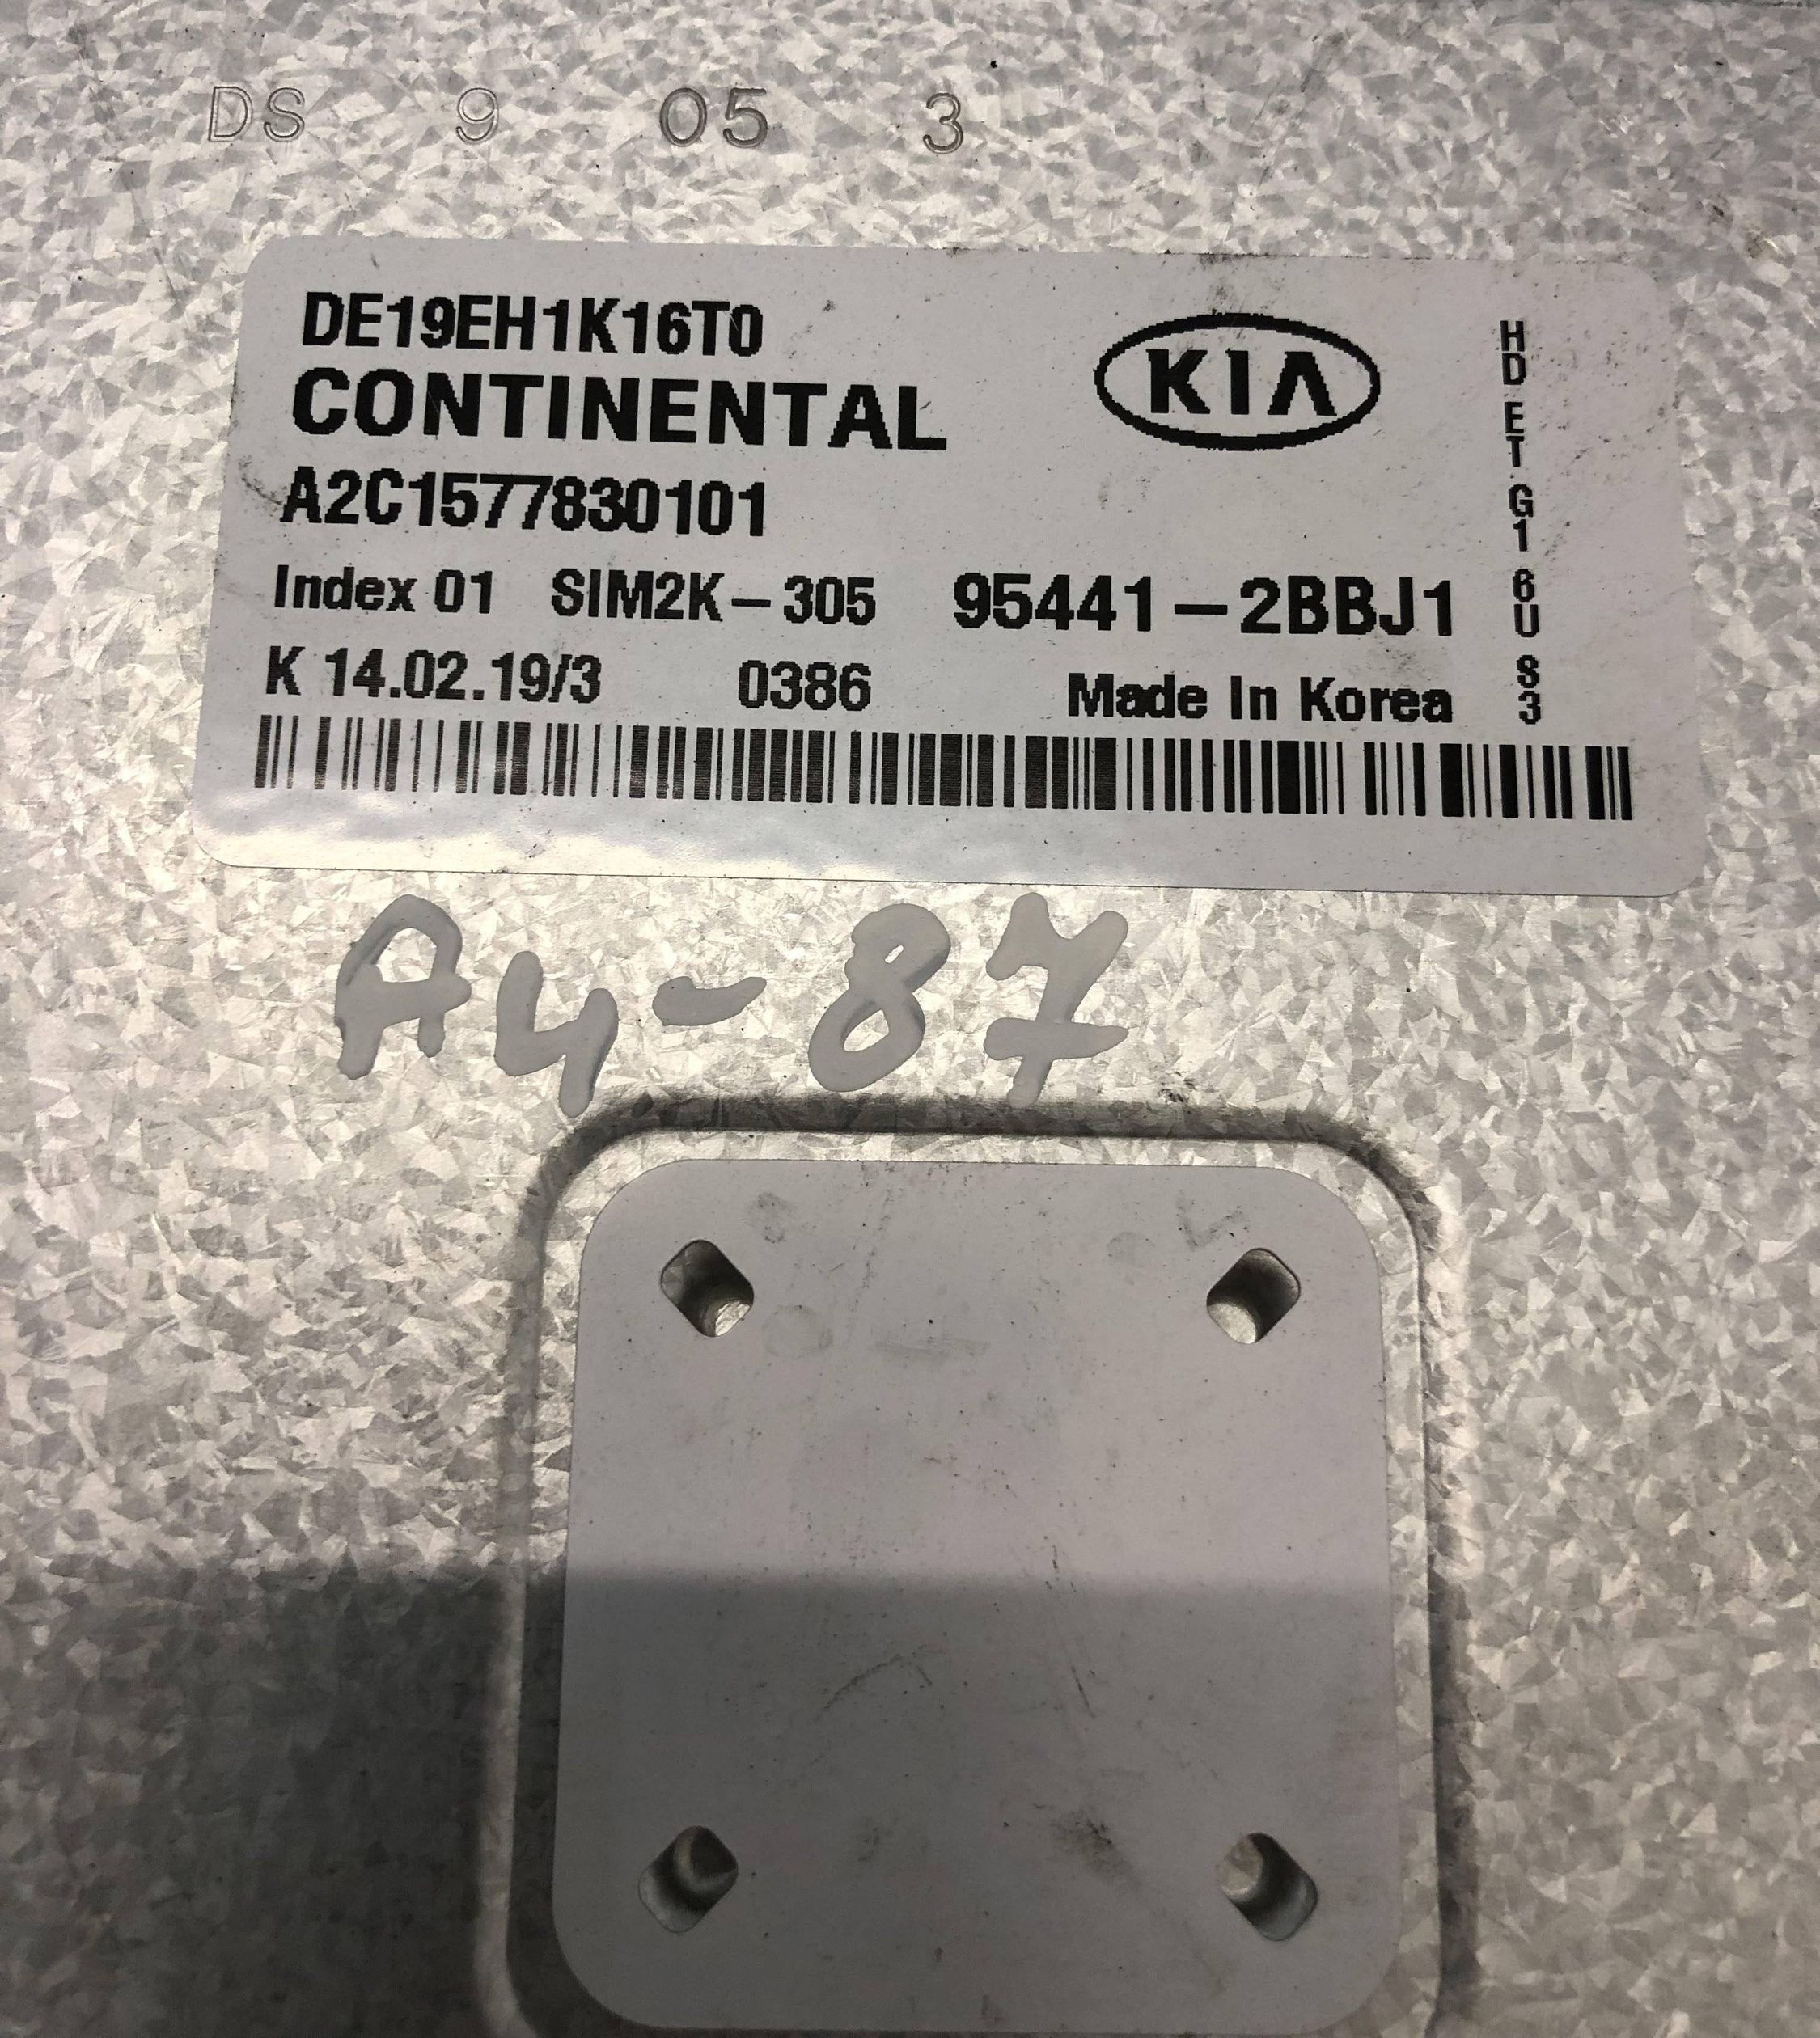 DS 9 05 3
DE19EH1K16T0
KIA
CONTINENTAL
A2C1577830101
Index 01 SIM2K-305 95441-2BBJ1
K 14.02.19/3 0386 Made In Korea
HD ET G1 6U S3
A4-87